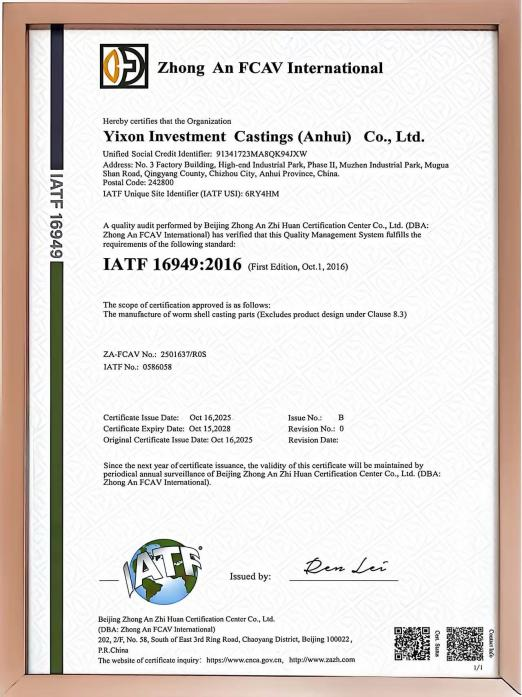 Zhong An FCAV International
Hereby certifies that the Organization
Yixon Investment Castings (Anhui) Co., Ltd.
Unified Social Credit Identifier: 91341723MA8QK94JXW
Address: No. 3 Factory Building, High-end Industrial Park, Phase II, Muzhen Industrial Park, Mugua
Shan Road, Qingyang County, Chizhou City, Anhui Province, China.
Postal Code: 242800
IATF Unique Site Identifier (IATF USI): 6RY4HM
IATF 16949
A quality audit performed by Beijing Zhong An Zhi Huan Certification Center Co., Ltd. (DBA:
Zhong An FCAV International) has verified that this Quality Management System fulfills the
requirements of the following standard:
IATF 16949:2016 (First Edition, Oct.1, 2016)
The scope of certification approved is as follows:
The manufacture of worm shell casting parts (Excludes product design under Clause 8.3)
ZA-FCAV No.: 2501637/R0S
IATF No.: 0586058
Certificate Issue Date: Oct 16,2025 Issue No.: B
Certificate Expiry Date: Oct 15,2028 Revision No.: 0
Original Certificate Issue Date: Oct 16,2025 Revision Date:
Since the next year of certificate issuance, the validity of this certificate will be maintained by
periodical annual surveillance of Beijing Zhong An Zhi Huan Certification Center Co., Ltd. (DBA:
Zhong An FCAV International).
IATF
Issued by: Ren Lei
Beijing Zhong An Zhi Huan Certification Center Co., Ltd.
(DBA: Zhong An FCAV International)
202, 2/F, No. 58, South of East 3rd Ring Road, Chaoyang District, Beijing 100022,
P.R.China
The website of certificate inquiry: https://www.cnca.gov.cn, http://www.zazh.com
Cert. Status
Contact Info
1/1